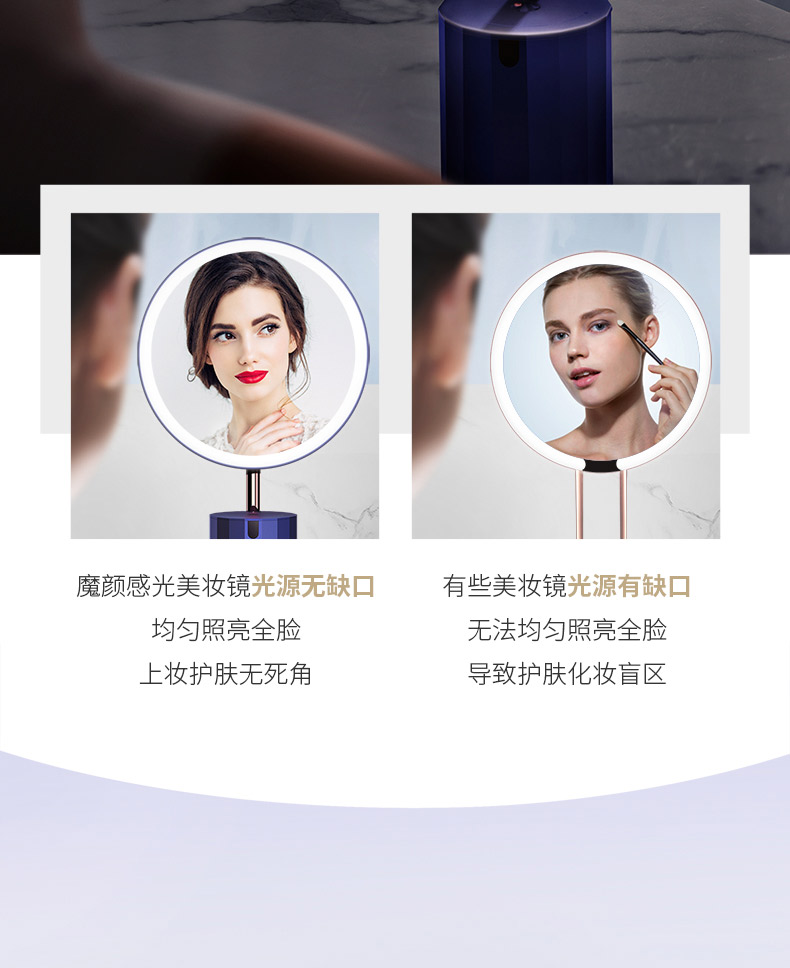 魔颜感光美妆镜光源无缺口
均匀照亮全脸
上妆护肤无死角
有些美妆镜光源有缺口
无法均匀照亮全脸
导致护肤化妆盲区